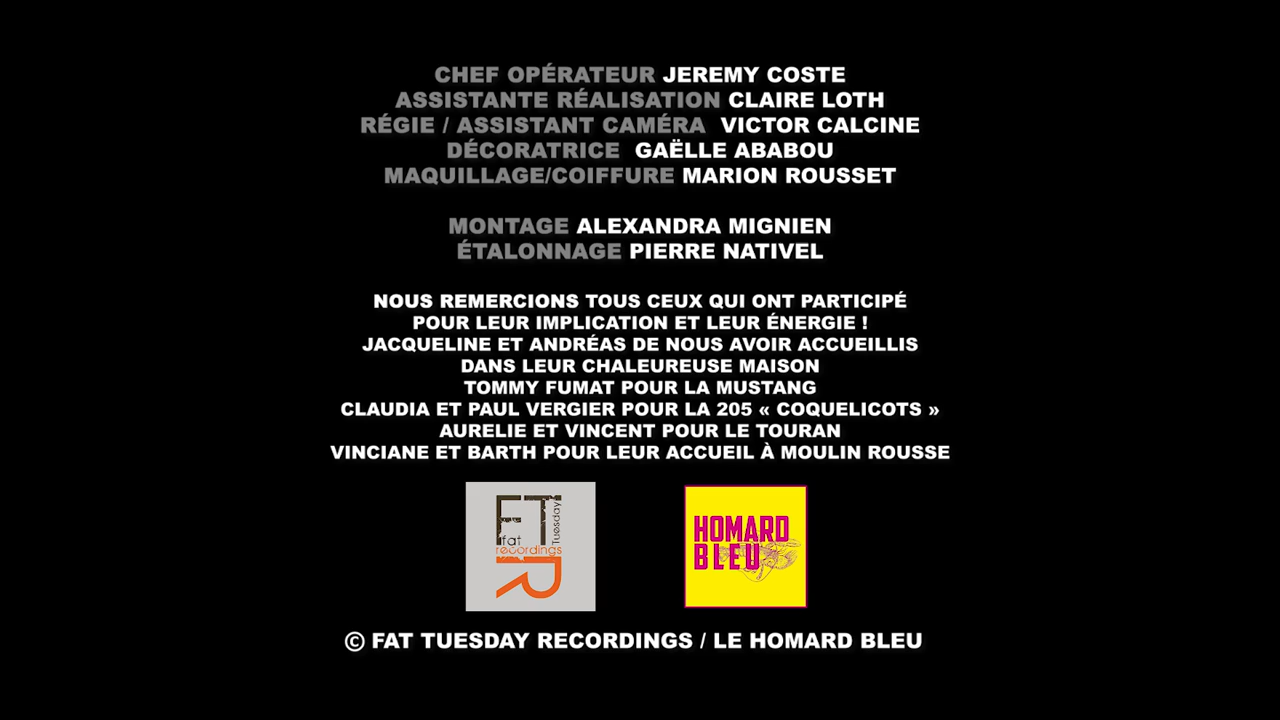 CHEF OPÉRATEUR JEREMY COSTE
ASSISTANTE RÉALISATION CLAIRE LOTH
RÉGIE / ASSISTANT CAMÉRA VICTOR CALCINE
DÉCORATRICE GAËLLE ABABOU
MAQUILLAGE/COIFFURE MARION ROUSSET
MONTAGE ALEXANDRA MIGNIEN
ÉTALONNAGE PIERRE NATIVEL
NOUS REMERCIONS TOUS CEUX QUI ONT PARTICIPÉ
POUR LEUR IMPLICATION ET LEUR ÉNERGIE !
JACQUELINE ET ANDRÉAS DE NOUS AVOIR ACCUEILLIS
DANS LEUR CHALEUREUSE MAISON
TOMMY FUMAT POUR LA MUSTANG
CLAUDIA ET PAUL VERGIER POUR LA 205 « COQUELICOTS »
AURELIE ET VINCENT POUR LE TOURAN
VINCIANE ET BARTH POUR LEUR ACCUEIL À MOULIN ROUSSE
FT
fat Tuesday
recordings
R
HOMARD
BLEU
© FAT TUESDAY RECORDINGS / LE HOMARD BLEU